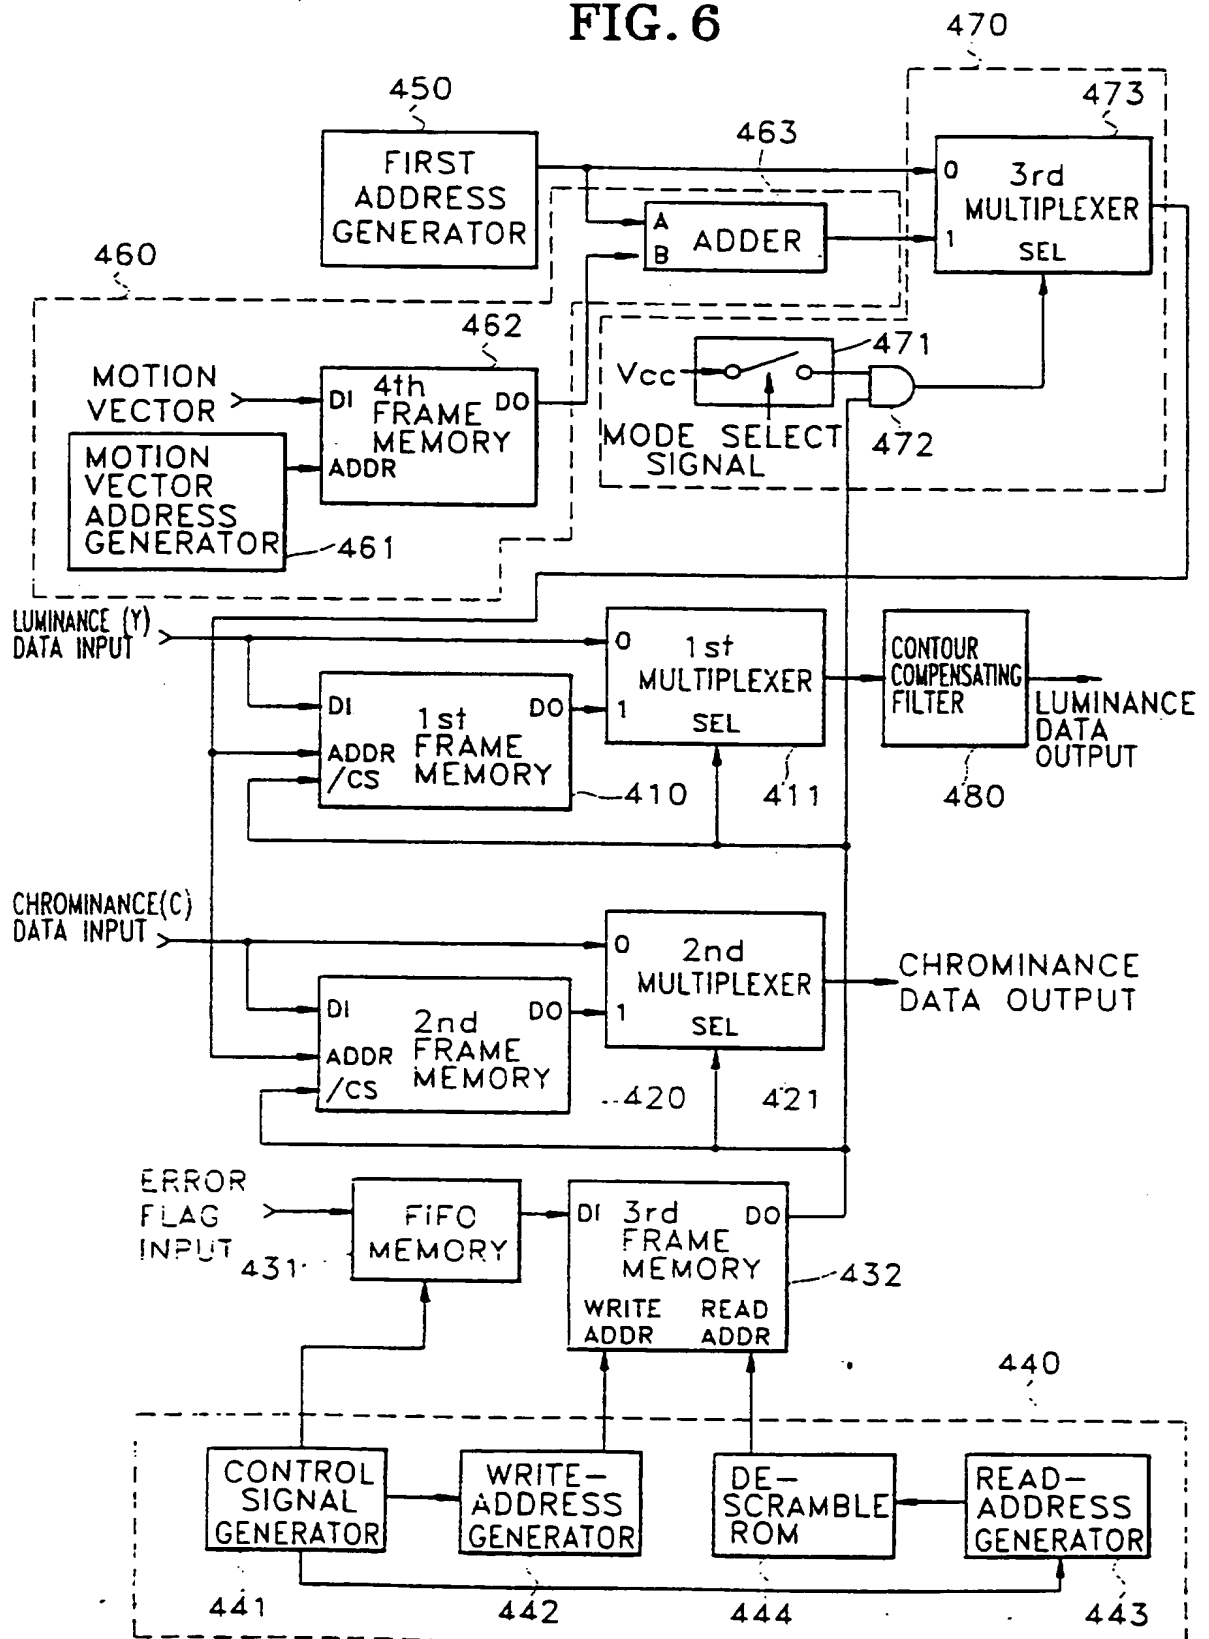 FIG. 6
470
450
473
463
FIRST
ADDRESS
GENERATOR
0
3rd
MULTIPLEXER
1
SEL
A
B
ADDER
460
462
471
MOTION
VECTOR
DI
4th
FRAME
MEMORY
DO
ADDR
Vcc
MODE SELECT
SIGNAL
472
MOTION
VECTOR
ADDRESS
GENERATOR
461
LUMINANCE (Y)
DATA INPUT
0
1st
MULTIPLEXER
1
SEL
CONTOUR
COMPENSATING
FILTER
LUMINANCE
DATA
OUTPUT
DI
1st
FRAME
MEMORY
DO
ADDR
/CS
410
411
480
CHROMINANCE(C)
DATA INPUT
0
2nd
MULTIPLEXER
1
SEL
CHROMINANCE
DATA OUTPUT
DI
2nd
FRAME
MEMORY
DO
ADDR
/CS
420
421
ERROR
FLAG
INPUT
431
FiFO
MEMORY
DI
3rd
FRAME
MEMORY
DO
WRITE
ADDR
READ
ADDR
432
440
CONTROL
SIGNAL
GENERATOR
WRITE-
ADDRESS
GENERATOR
DE-
SCRAMBLE
ROM
READ-
ADDRESS
GENERATOR
441
442
444
443